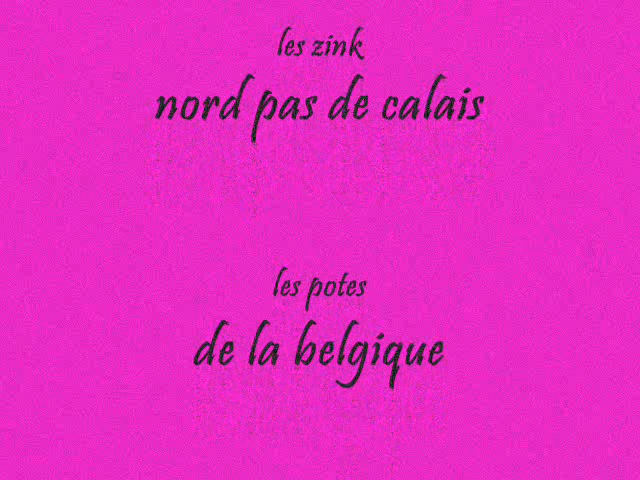 les zink
nord pas de calais
les potes
de la belgique